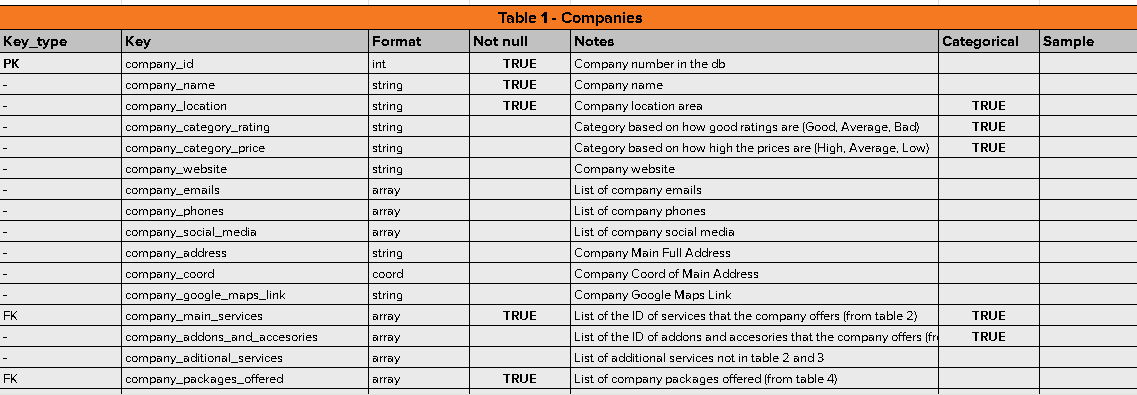 Table 1 - Companies
Key_type Key Format Not null Notes Categorical Sample
PK company_id int TRUE Company number in the db
- company_name string TRUE Company name
- company_location string TRUE Company location area TRUE
- company_category_rating string Category based on how good ratings are (Good, Average, Bad) TRUE
- company_category_price string Category based on how high the prices are (High, Average, Low) TRUE
- company_website string Company website
- company_emails array List of company emails
- company_phones array List of company phones
- company_social_media array List of company social media
- company_address string Company Main Full Address
- company_coord coord Company Coord of Main Address
- company_google_maps_link string Company Google Maps Link
FK company_main_services array TRUE List of the ID of services that the company offers (from table 2) TRUE
- company_addons_and_accesories array List of the ID of addons and accesories that the company offers (fr TRUE
- company_aditional_services array List of aditional services not in table 2 and 3
FK company_packages_offered array TRUE List of company packages offered (from table 4)